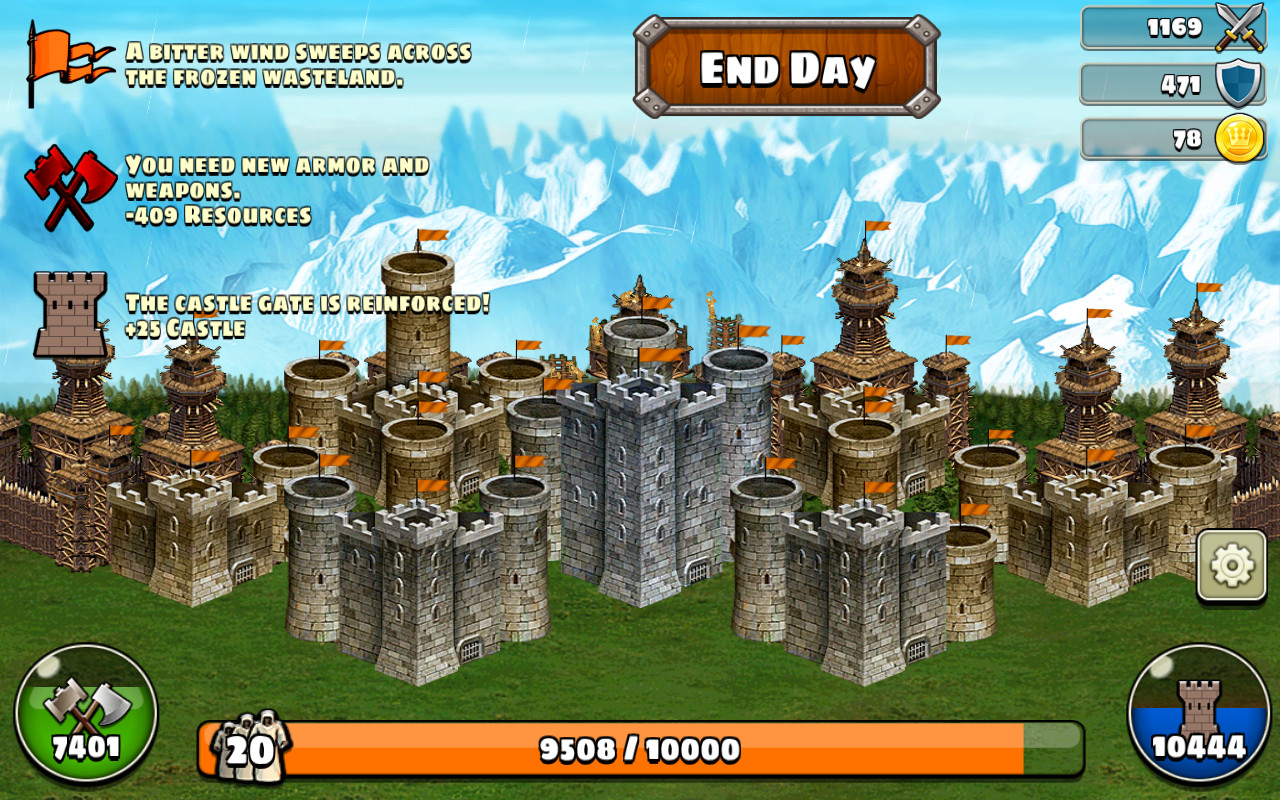 A BITTER WIND SWEEPS ACROSS
THE FROZEN WASTELAND.
END DAY
1169
471
78
YOU NEED NEW ARMOR AND
WEAPONS.
-409 RESOURCES
THE CASTLE GATE IS REINFORCED!
+25 CASTLE
7401
20
9508 / 10000
10444